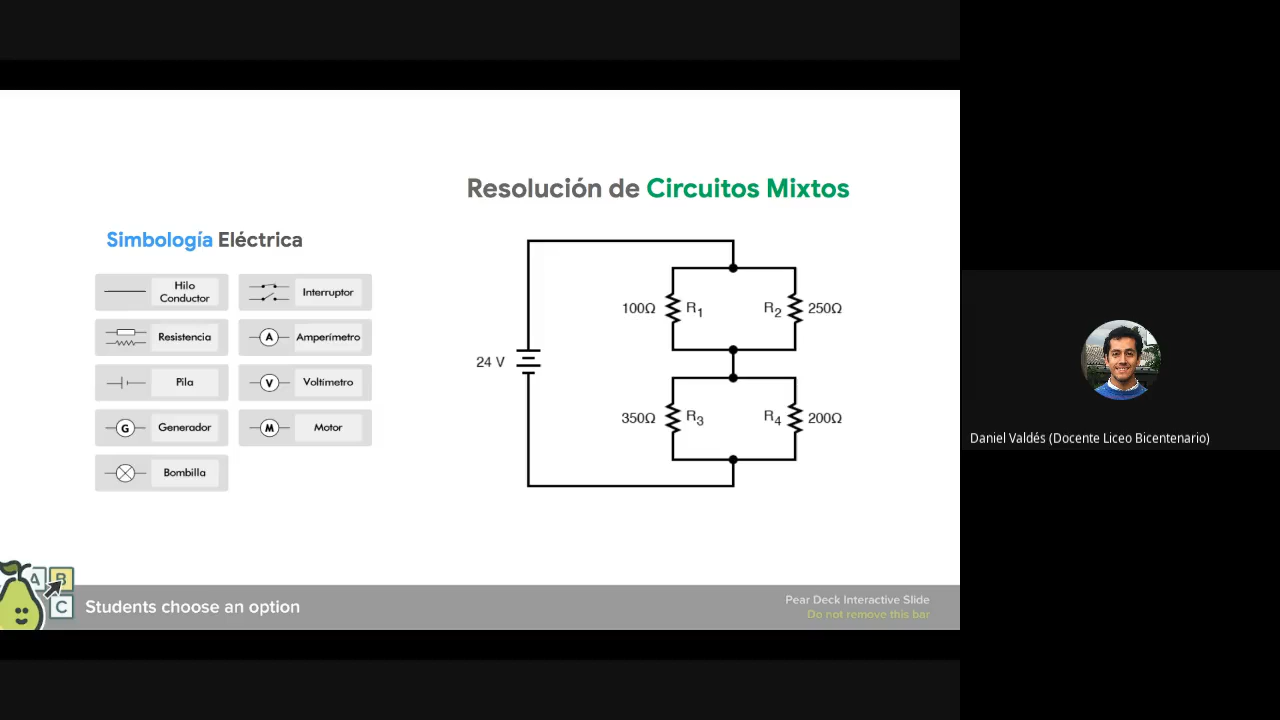 Resolución de Circuitos Mixtos
Simbología Eléctrica
Hilo
Conductor
Interruptor
Resistencia
A
Amperímetro
Pila
V
Voltímetro
G
Generador
M
Motor
Bombilla
24 V
100Ω
R1
R2
250Ω
350Ω
R3
R4
200Ω
A
B
C
Students choose an option
Pear Deck Interactive Slide
Do not remove this bar
Daniel Valdés (Docente Liceo Bicentenario)